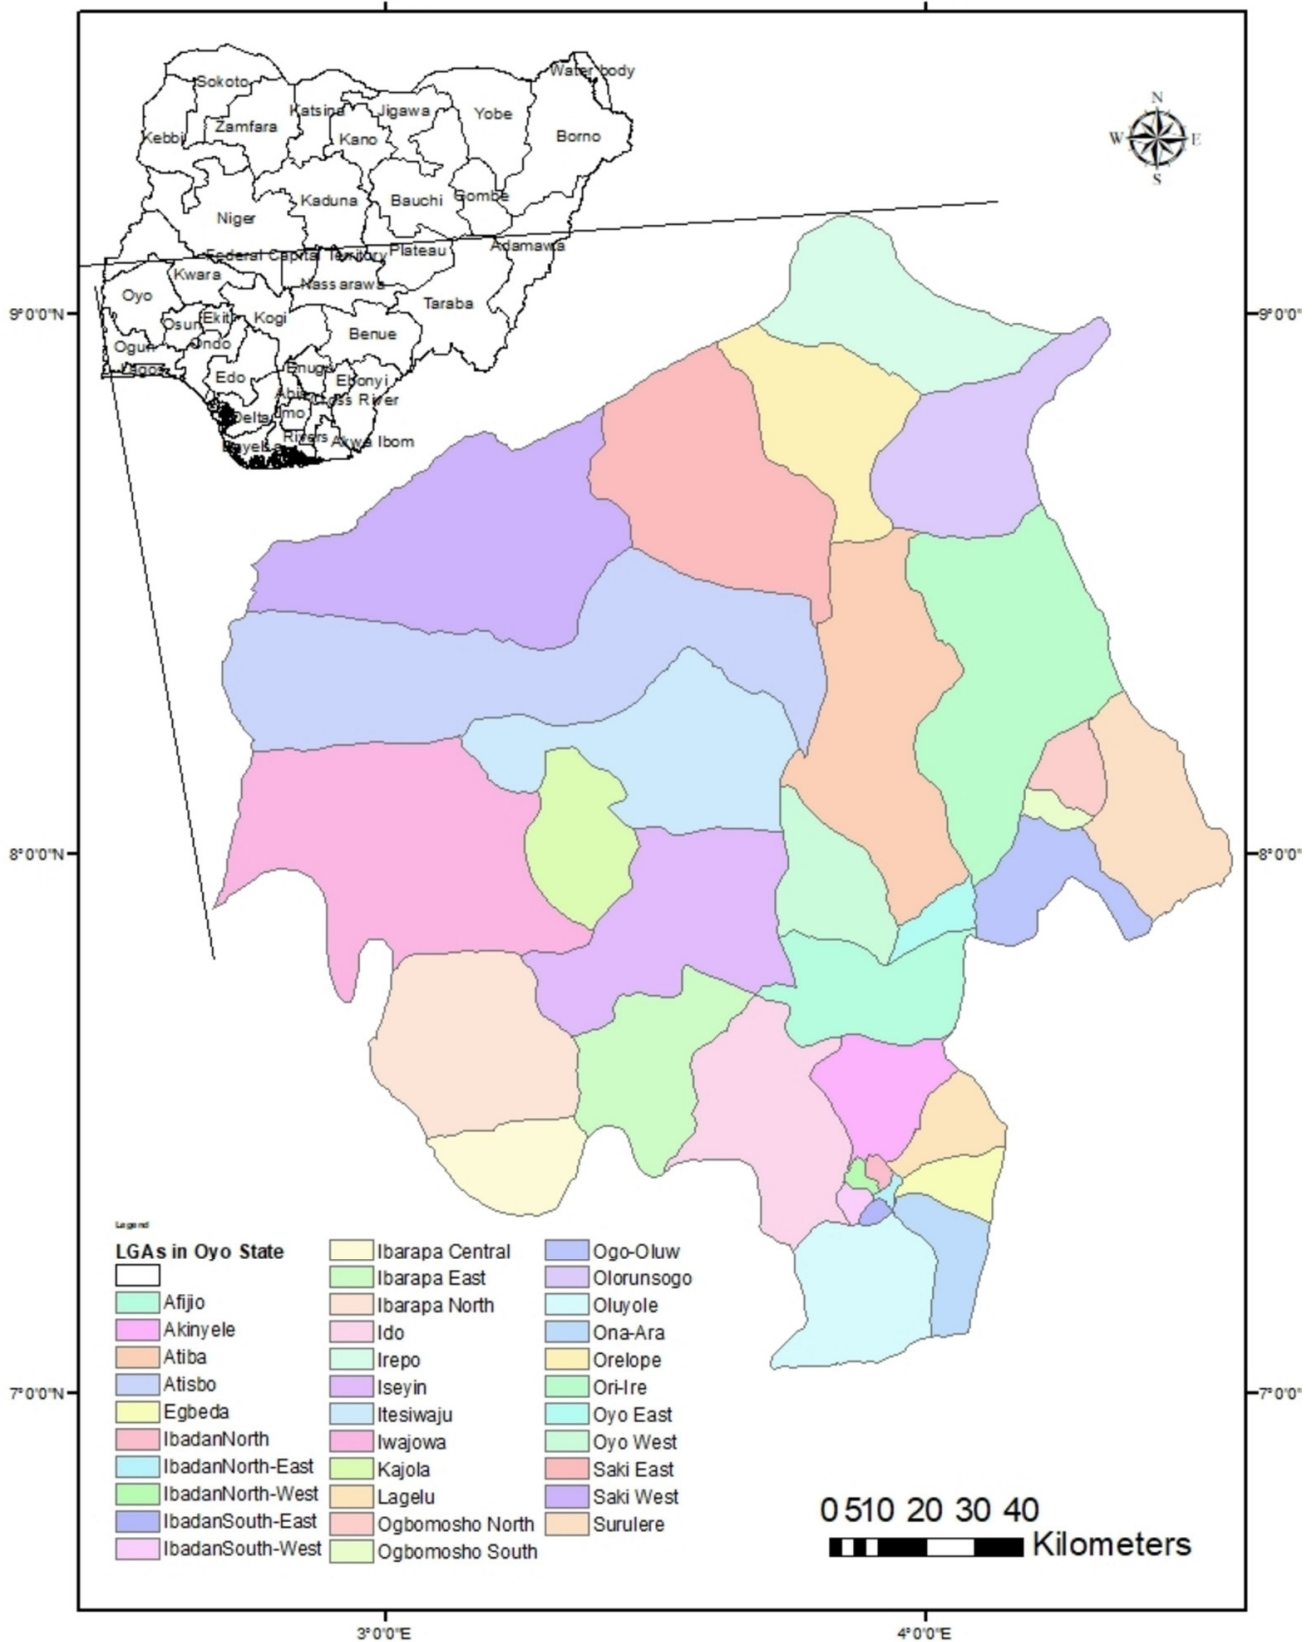 Water body
Sokoto
Katsina
Jigawa
Yobe
Zamfara
Kebbi
Kano
Borno
Kaduna
Bauchi
Gombe
Niger
Adamawa
Federal Capital Territory
Plateau
Kwara
Nassarawa
Oyo
Taraba
Osun
Ekiti
Kogi
Benue
Ogun
Ondo
Lagos
Edo
Enugu
Ebonyi
Abia
Cross River
Delta
Imo
Rivers
Akwa Ibom
Bayelsa
N
W E
S
9°0'0"N
9°0'0"
8°0'0"N
8°0'0"
7°0'0"N
7°0'0"
3°0'0"E
4°0'0"E
Legend
LGAs in Oyo State
Afijio
Akinyele
Atiba
Atisbo
Egbeda
IbadanNorth
IbadanNorth-East
IbadanNorth-West
IbadanSouth-East
IbadanSouth-West
Ibarapa Central
Ibarapa East
Ibarapa North
Ido
Irepo
Iseyin
Itesiwaju
Iwajowa
Kajola
Lagelu
Ogbomosho North
Ogbomosho South
Ogo-Oluw
Olorunsogo
Oluyole
Ona-Ara
Orelope
Ori-Ire
Oyo East
Oyo West
Saki East
Saki West
Surulere
0 510 20 30 40
Kilometers